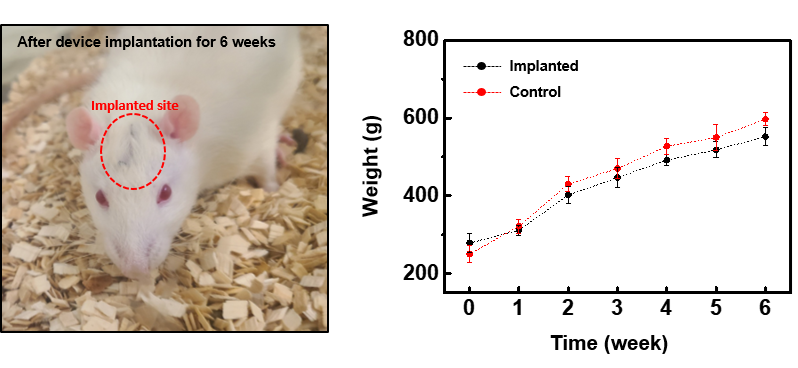 After device implantation for 6 weeks
Implanted site
800
600
400
200
Weight (g)
Implanted
Control
0 1 2 3 4 5 6
Time (week)